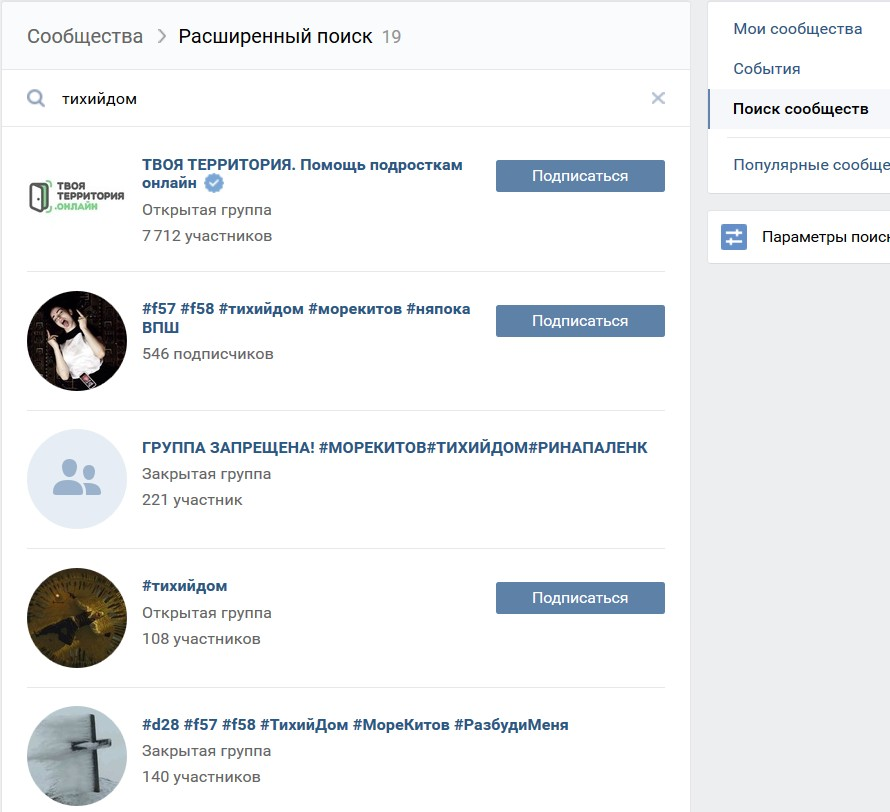 Сообщества > Расширенный поиск 19
тихийдом
ТВОЯ
ТЕРРИТОРИЯ
.ОНЛАЙН
ТВОЯ ТЕРРИТОРИЯ. Помощь подросткам
онлайн
Открытая группа
7 712 участников
Подписаться
#f57 #f58 #тихийдом #морекитов #няпока
ВПШ
546 подписчиков
Подписаться
ГРУППА ЗАПРЕЩЕНА! #МОРЕКИТОВ#ТИХИЙДОМ#РИНАПАЛЕНК
Закрытая группа
221 участник
#тихийдом
Открытая группа
108 участников
Подписаться
#d28 #f57 #f58 #ТихийДом #МореКитов #РазбудиМеня
Закрытая группа
140 участников
Мои сообщества
События
Поиск сообществ
Популярные сообще
Параметры поиск